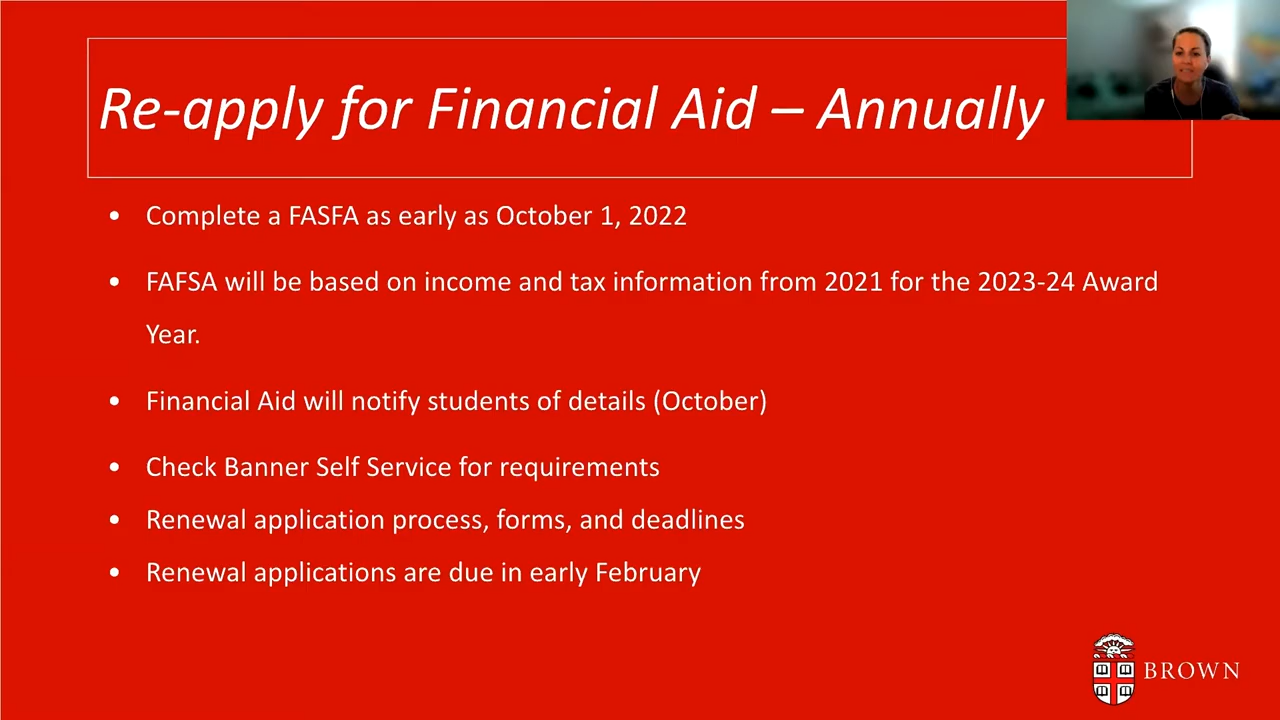 Re-apply for Financial Aid – Annually
• Complete a FASFA as early as October 1, 2022
• FAFSA will be based on income and tax information from 2021 for the 2023-24 Award
Year.
• Financial Aid will notify students of details (October)
• Check Banner Self Service for requirements
• Renewal application process, forms, and deadlines
• Renewal applications are due in early February
BROWN